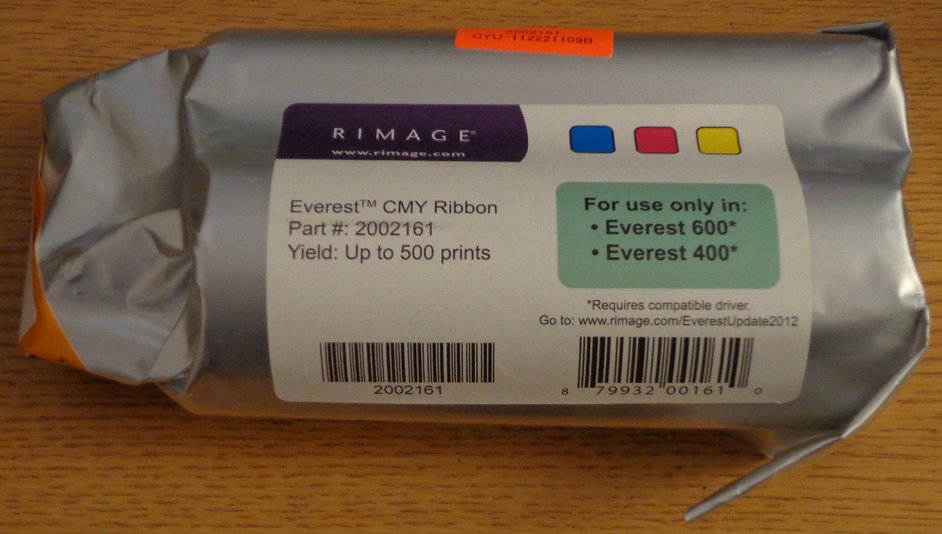 2002161
CYU-112221109B
RIMAGE®
www.rimage.com
Everest™ CMY Ribbon
Part #: 2002161
Yield: Up to 500 prints
For use only in:
• Everest 600*
• Everest 400*
*Requires compatible driver.
Go to: www.rimage.com/EverestUpdate2012
2002161
8 79932 00161 0